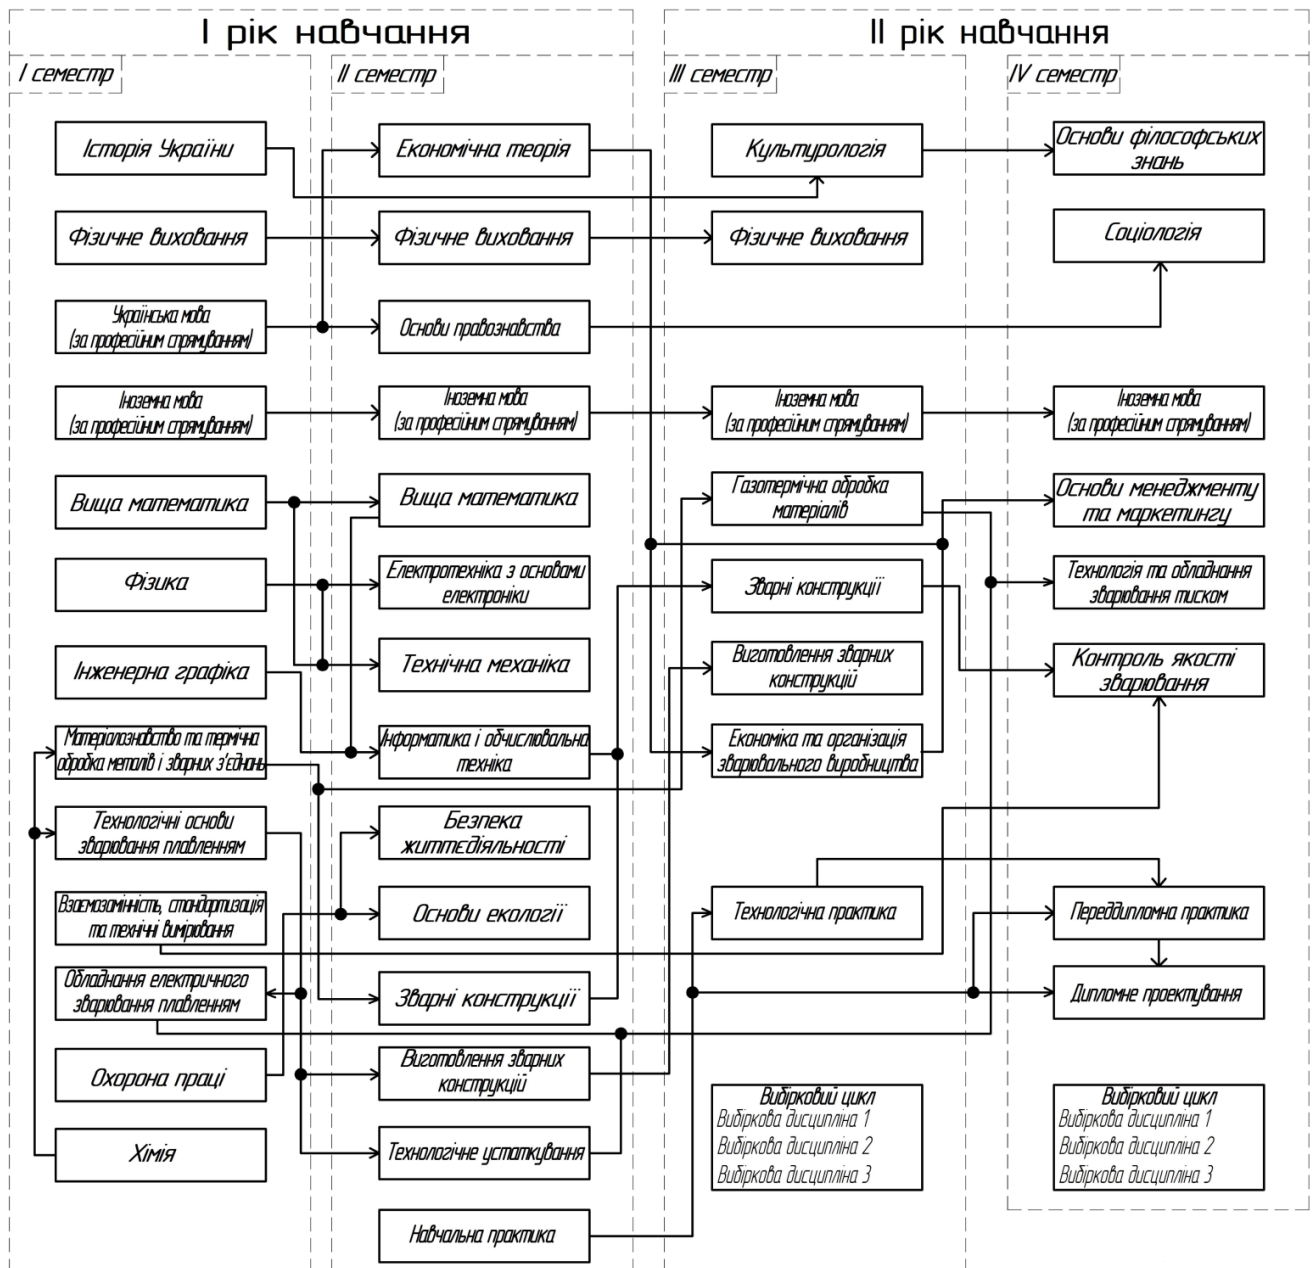 І рік навчання
ІІ рік навчання
І семестр
ІІ семестр
ІІІ семестр
IV семестр
Історія України
Фізичне виховання
Українська мова
(за професійним спрямуванням)
Іноземна мова
(за професійним спрямуванням)
Вища математика
Фізика
Інженерна графіка
Матеріалознавство та термічна
обробка металів і зварних з'єднань
Технологічні основи
зварювання плавленням
Взаємозамінність, стандартизація
та технічні вимірювання
Обладнання електричного
зварювання плавленням
Охорона праці
Хімія
Економічна теорія
Фізичне виховання
Основи правознавства
Іноземна мова
(за професійним спрямуванням)
Вища математика
Електротехніка з основами
електроніки
Технічна механіка
Інформатика і обчислювальна
техніка
Безпека
життєдіяльності
Основи екології
Зварні конструкції
Виготовлення зварних
конструкцій
Технологічне устаткування
Навчальна практика
Культурологія
Фізичне виховання
Іноземна мова
(за професійним спрямуванням)
Газотермічна обробка
матеріалів
Зварні конструкції
Виготовлення зварних
конструкцій
Економіка та організація
зварювального виробництва
Технологічна практика
Вибірковий цикл
Вибіркова дисципліна 1
Вибіркова дисципліна 2
Вибіркова дисципліна 3
Основи філософських
знань
Соціологія
Іноземна мова
(за професійним спрямуванням)
Основи менеджменту
та маркетингу
Технологія та обладнання
зварювання тиском
Контроль якості
зварювання
Переддипломна практика
Дипломне проектування
Вибірковий цикл
Вибіркова дисципліна 1
Вибіркова дисципліна 2
Вибіркова дисципліна 3